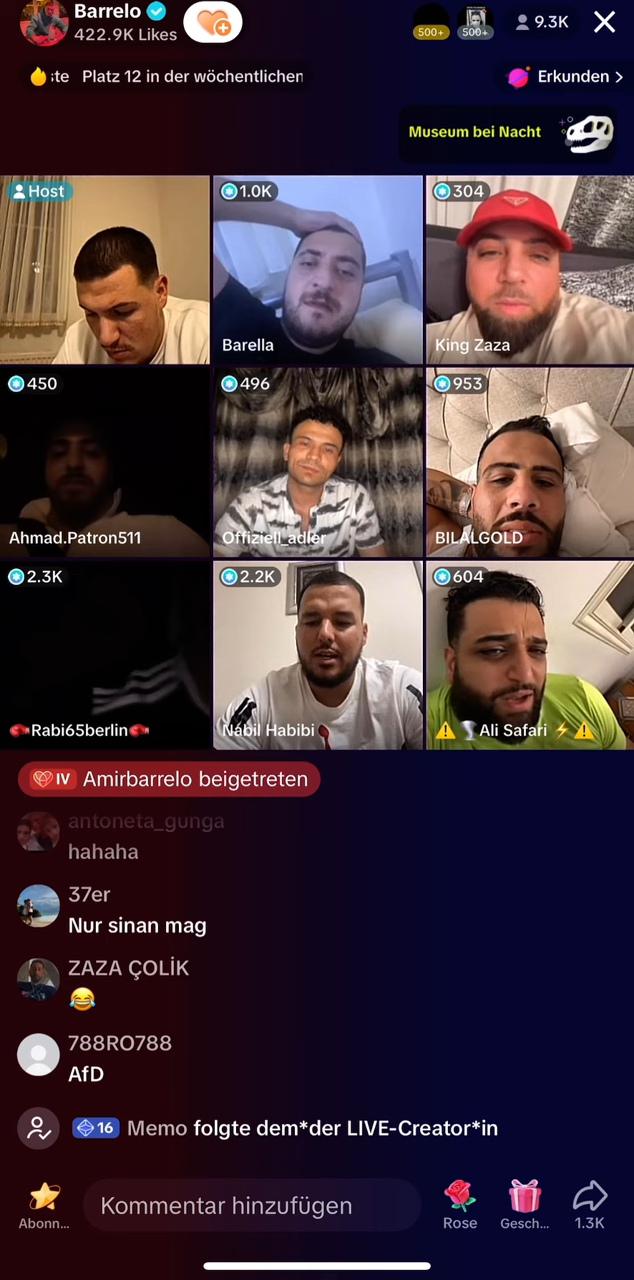 Barrelo
422.9K Likes
500+
500+
9.3K
:te Platz 12 in der wöchentlichen
Erkunden >
Museum bei Nacht
Host
1.0K
Barella
304
King Zaza
450
Ahmad.Patron511
496
Offiziell_adler
953
BILALGOLD
2.3K
🥊Rabi65berlin🥊
2.2K
Nabil Habibi
604
⚠️🌪️Ali Safari⚡⚠️
IV Amirbarrelo beigetreten
antoneta_gunga
hahaha
37er
Nur sinan mag
ZAZA ÇOLİK
😂
788RO788
AfD
16 Memo folgte dem*der LIVE-Creator*in
Abonn...
Kommentar hinzufügen
Rose
Gesch...
1.3K